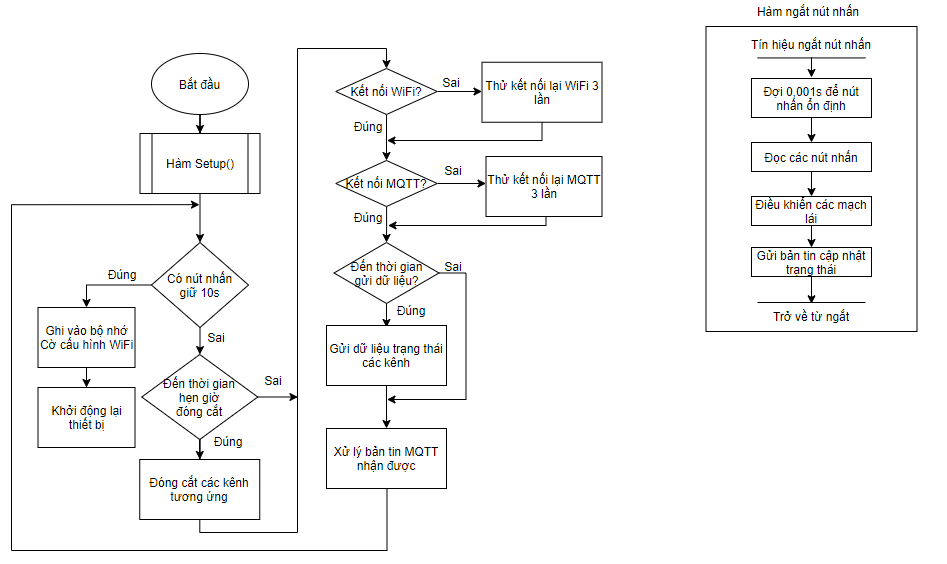 Bắt đầu
Hàm Setup()
Có nút nhấn
giữ 10s
Đúng
Ghi vào bộ nhớ
Cờ cấu hình WiFi
Khởi động lại
thiết bị
Sai
Đến thời gian
hẹn giờ
đóng cắt
Sai
Đúng
Đóng cắt các kênh
tương ứng
Kết nối WiFi?
Sai
Thử kết nối lại WiFi 3
lần
Đúng
Kết nối MQTT?
Sai
Thử kết nối lại MQTT
3 lần
Đúng
Đến thời gian
gửi dữ liệu?
Sai
Đúng
Gửi dữ liệu trạng thái
các kênh
Xử lý bản tin MQTT
nhận được
Hàm ngắt nút nhấn
Tín hiệu ngắt nút nhấn
Đợi 0,001s để nút
nhấn ổn định
Đọc các nút nhấn
Điều khiển các mạch
lái
Gửi bản tin cập nhật
trạng thái
Trở về từ ngắt